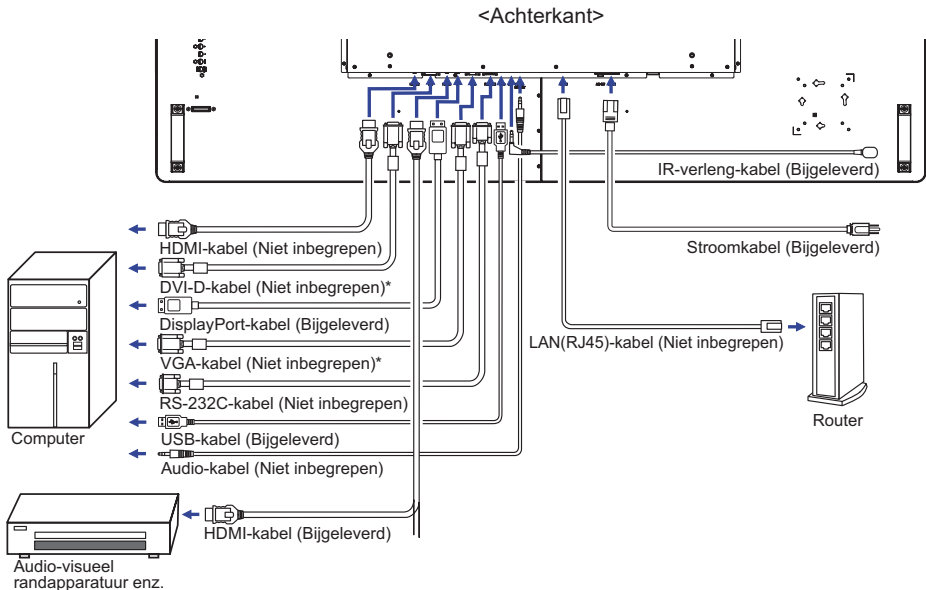 <Achterkant>
IR-verleng-kabel (Bijgeleverd)
HDMI-kabel (Niet inbegrepen)
Stroomkabel (Bijgeleverd)
DVI-D-kabel (Niet inbegrepen)*
DisplayPort-kabel (Bijgeleverd)
LAN(RJ45)-kabel (Niet inbegrepen)
VGA-kabel (Niet inbegrepen)*
RS-232C-kabel (Niet inbegrepen)
Router
Computer
USB-kabel (Bijgeleverd)
Audio-kabel (Niet inbegrepen)
HDMI-kabel (Bijgeleverd)
Audio-visueel
randapparatuur enz.